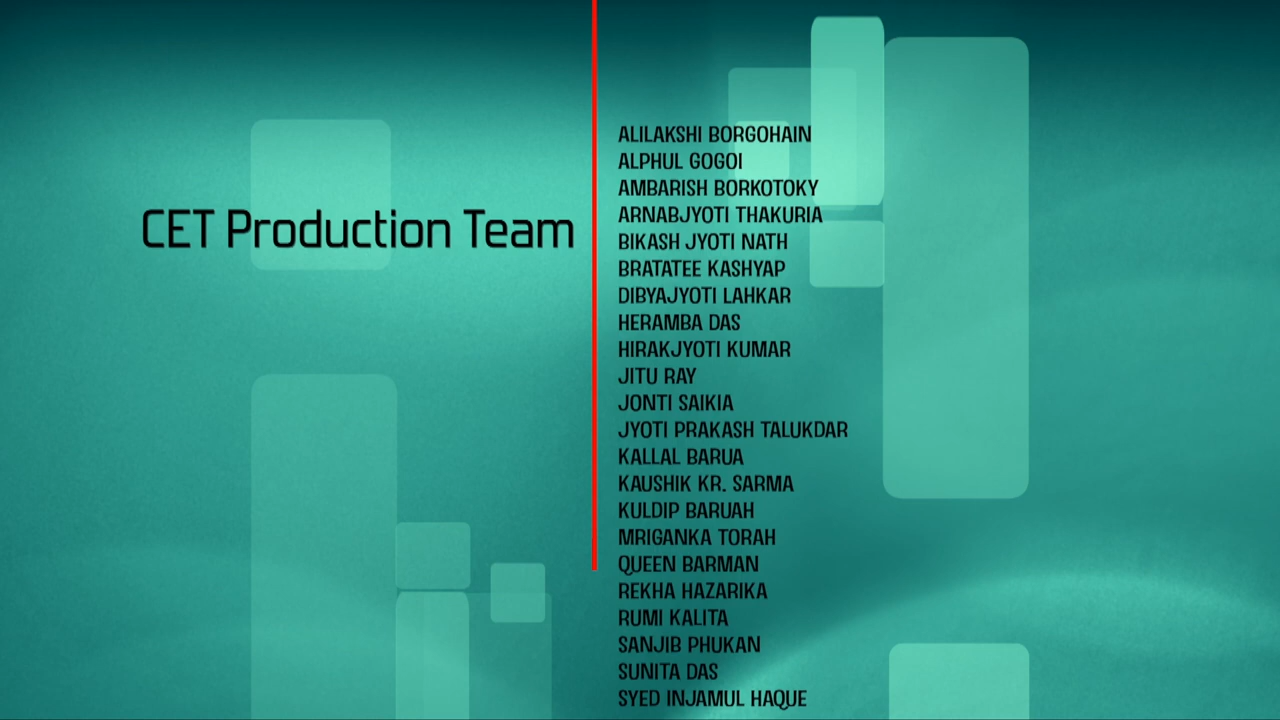 CET Production Team
ALILAKSHI BORGOHAIN
ALPHUL GOGOI
AMBARISH BORKOTOKY
ARNABJYOTI THAKURIA
BIKASH JYOTI NATH
BRATATEE KASHYAP
DIBYAJYOTI LAHKAR
HERAMBA DAS
HIRAKJYOTI KUMAR
JITU RAY
JONTI SAIKIA
JYOTI PRAKASH TALUKDAR
KALLAL BARUA
KAUSHIK KR. SARMA
KULDIP BARUAH
MRIGANKA TORAH
QUEEN BARMAN
REKHA HAZARIKA
RUMI KALITA
SANJIB PHUKAN
SUNITA DAS
SYED INJAMUL HAQUE